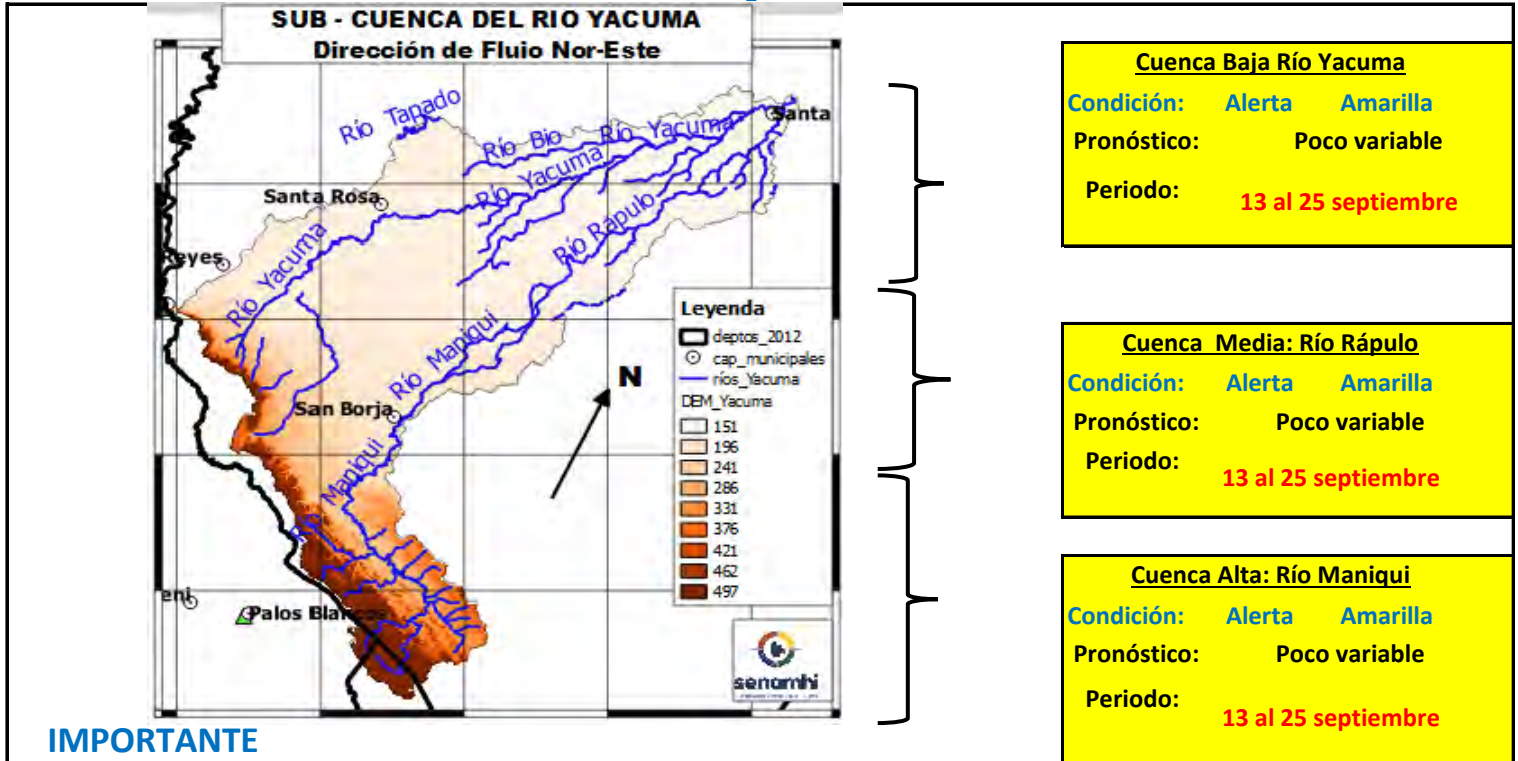 SUB - CUENCA DEL RIO YACUMA
Dirección de Fluio Nor-Este
Río Tapado
Río Bio
Río Yacuma
Santa
Río Yacuma
Santa Rosa
Río Rápulo
Reyes
Río Yacuma
Río Maniqui
San Borja
Río Maniqui
eni
Palos Blancos
N
Leyenda
deptos_2012
cap_municipales
ríos_Yacuma
DEM_Yacuma
151
196
241
286
331
376
421
462
497
senamhi
Cuenca Baja Río Yacuma
Condición: Alerta Amarilla
Pronóstico: Poco variable
Periodo: 13 al 25 septiembre
Cuenca Media: Río Rápulo
Condición: Alerta Amarilla
Pronóstico: Poco variable
Periodo: 13 al 25 septiembre
Cuenca Alta: Río Maniqui
Condición: Alerta Amarilla
Pronóstico: Poco variable
Periodo: 13 al 25 septiembre
IMPORTANTE